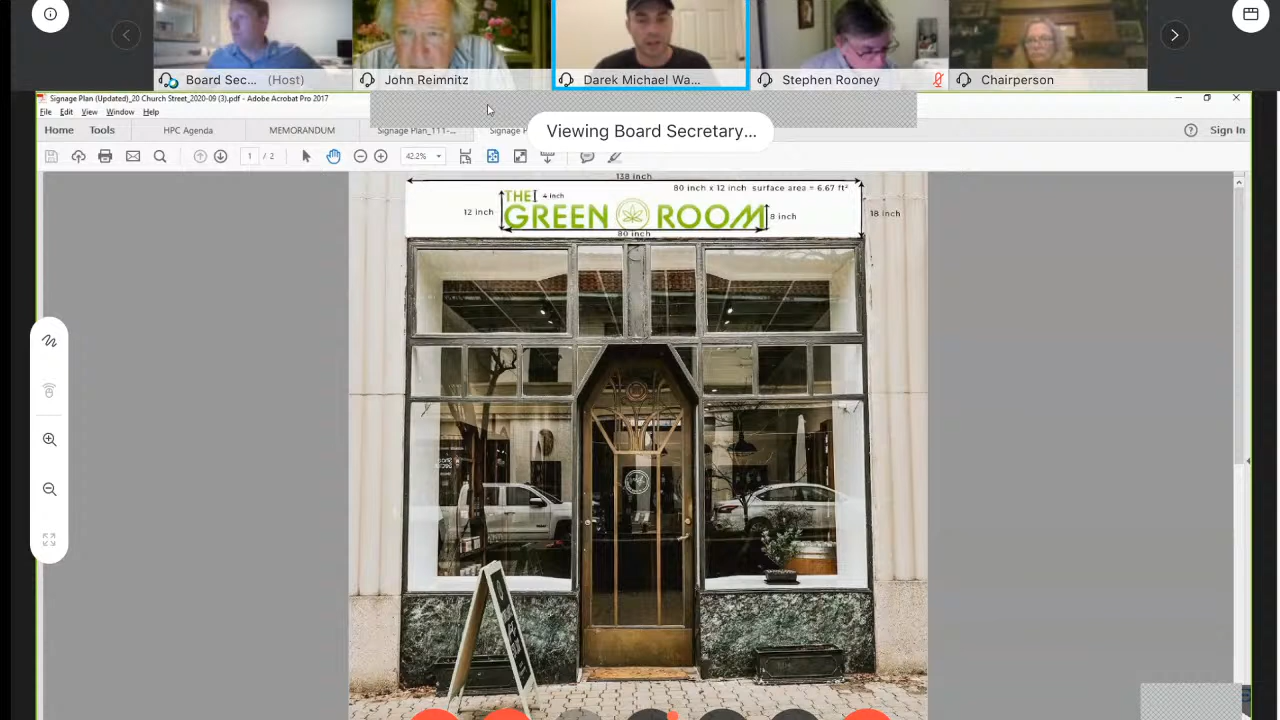 Board Sec... (Host)
John Reimnitz
Darek Michael Wa...
Stephen Rooney
Chairperson
Signage Plan (Updated)_20 Church Street_2020-09 (3).pdf - Adobe Acrobat Pro 2017
File Edit View Window Help
Home Tools HPC Agenda MEMORANDUM Signage Plan_111-... Signage P
Viewing Board Secretary...
Sign In
1 / 2 42.2%
138 inch
80 inch x 12 inch surface area = 6.67 ft²
THE 4 inch
12 inch GREEN ROOM 8 inch 18 inch
80 inch